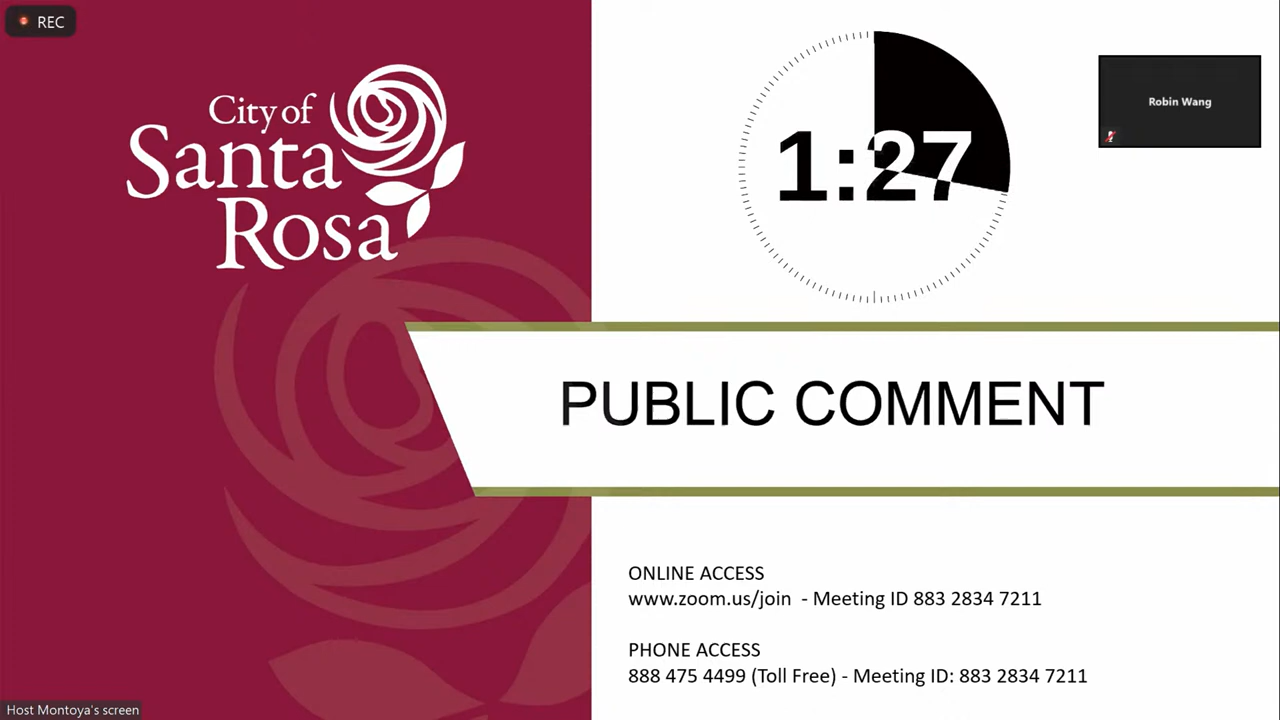 REC
City of
Santa
Rosa
1:27
Robin Wang
PUBLIC COMMENT
ONLINE ACCESS
www.zoom.us/join - Meeting ID 883 2834 7211
PHONE ACCESS
888 475 4499 (Toll Free) - Meeting ID: 883 2834 7211
Host Montoya's screen